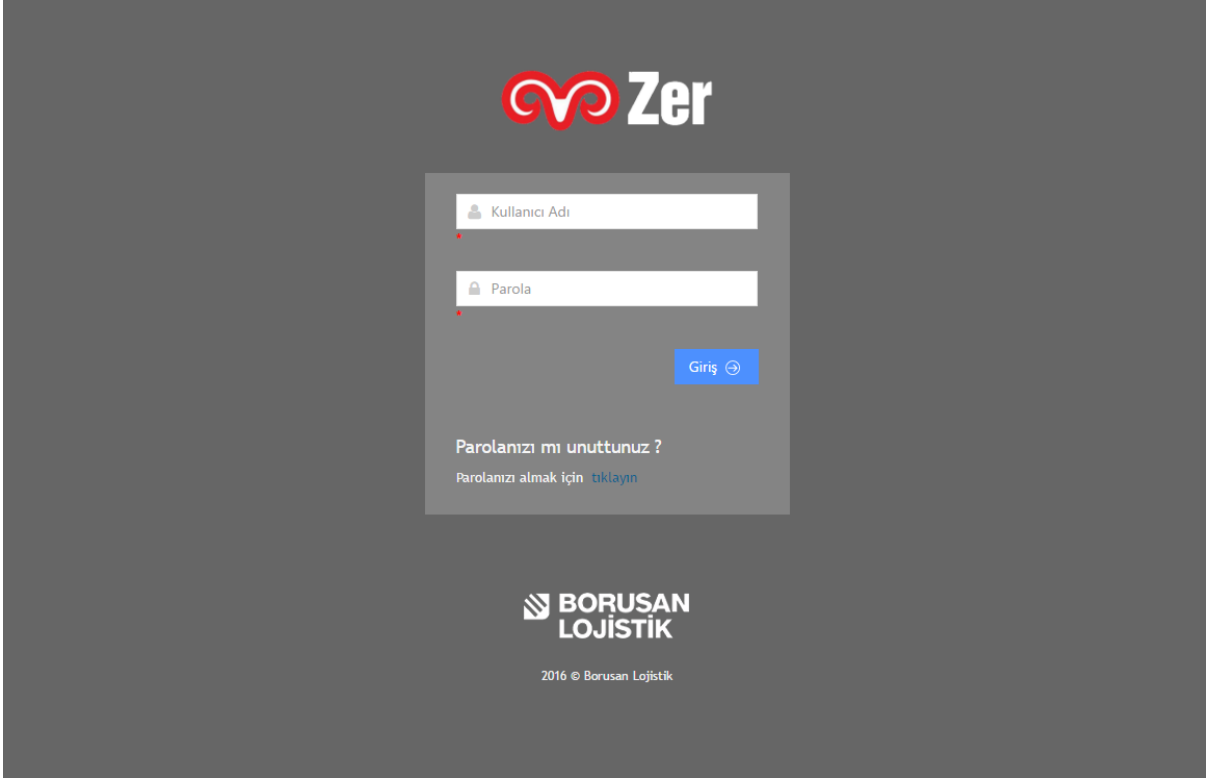 Zer
Kullanıcı Adı
*
Parola
*
Giriş
Parolanızı mı unuttunuz ?
Parolanızı almak için tıklayın
BORUSAN
LOJİSTİK
2016 © Borusan Lojistik